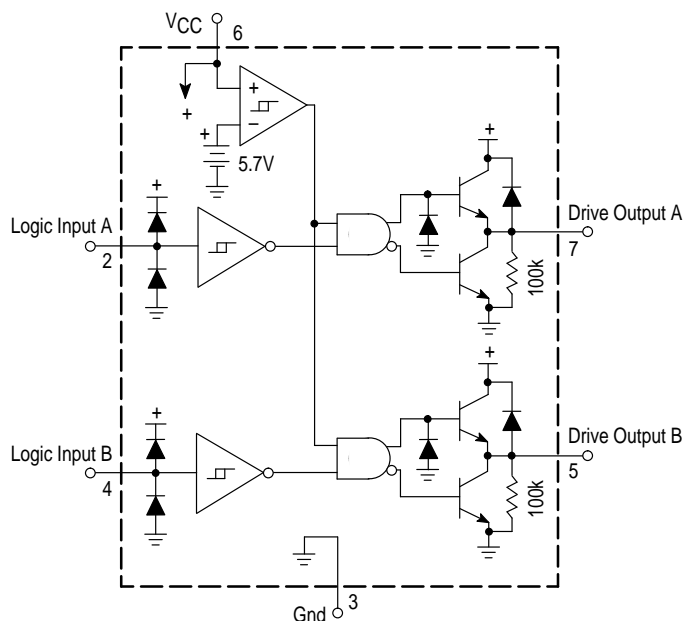 VCC
6
+
+
–
+
5.7V
+
+
Logic Input A
2
Drive Output A
7
100k
+
+
Logic Input B
4
Drive Output B
5
100k
3
Gnd